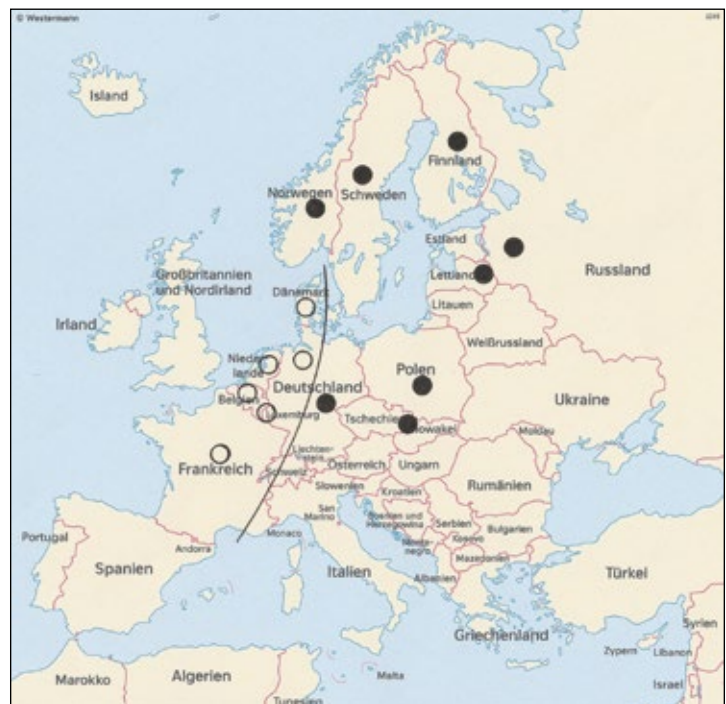 © Westermann
Island
Finnland
Norwegen
Schweden
Estland
Russland
Lettland
Großbritannien
und Nordirland
Dänemark
Litauen
Irland
Weißrussland
Nieder-
lande
Polen
Deutschland
Belgien
Ukraine
Luxemburg
Tschechien
Slowakei
Moldau
Liechten-
stein
Frankreich
Schweiz
Österreich
Ungarn
Slowenien
Kroatien
Rumänien
San
Marino
Bosnien und
Herzegowina
Serbien
Portugal
Monaco
Bulgarien
Andorra
Kosovo
Monte-
negro
Mazedonien
Spanien
Italien
Albanien
Türkei
Griechenland
Syrien
Zypern
Libanon
Marokko
Algerien
Malta
Israel
Tunesien